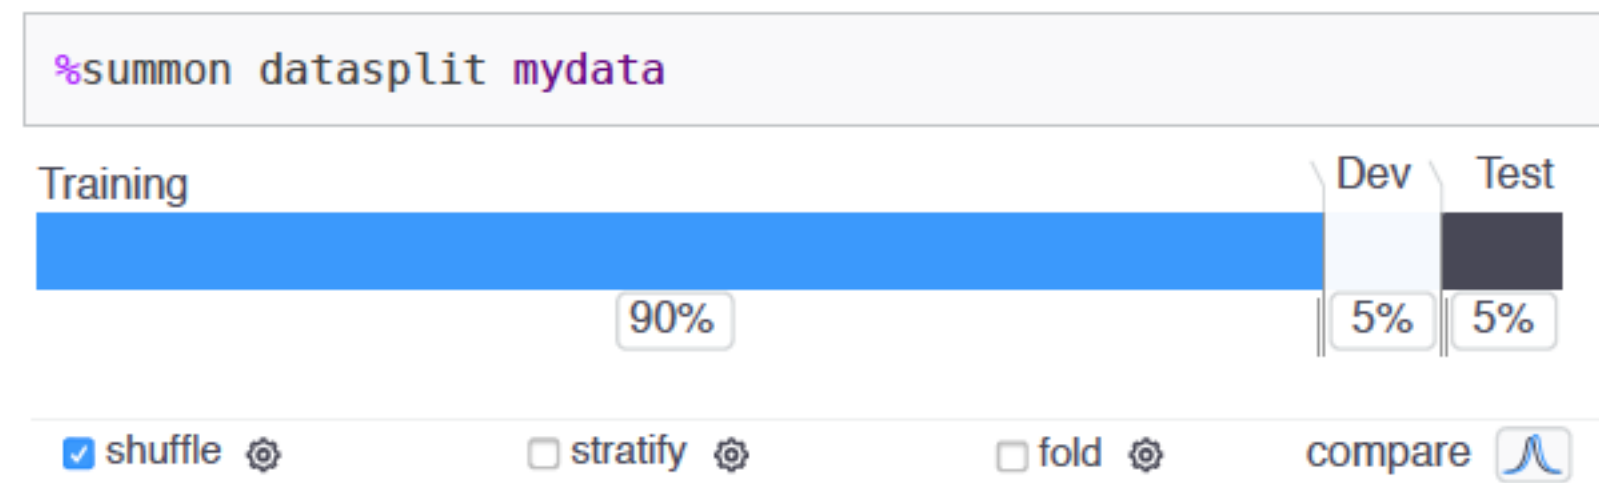 %summon datasplit mydata
Training Dev Test
90% 5% 5%
shuffle stratify fold compare